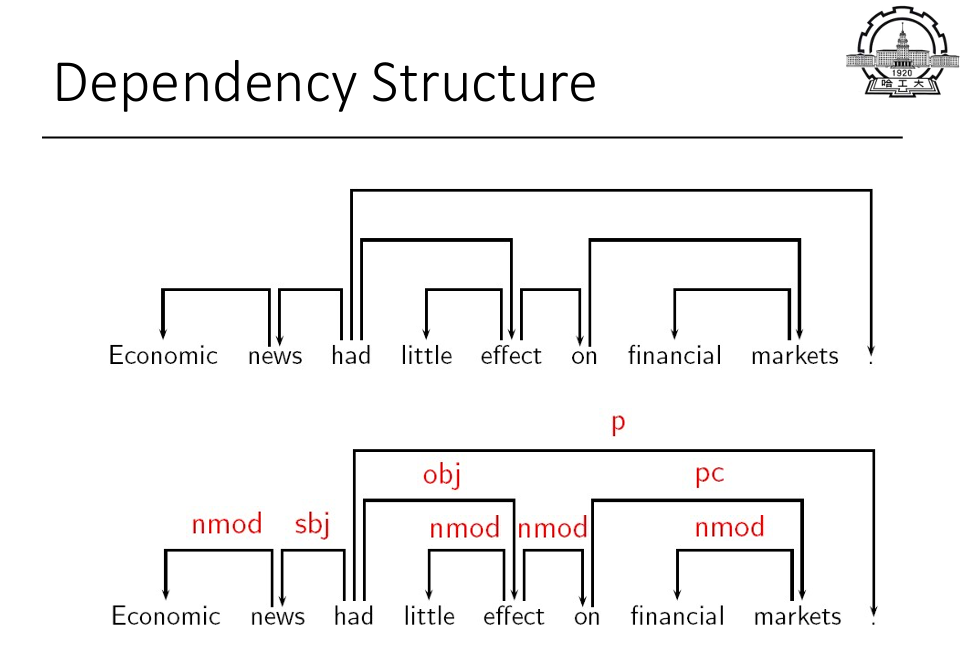 Dependency Structure
1920
哈工大
Economic news had little effect on financial markets .
p
obj pc
nmod sbj nmod nmod nmod
Economic news had little effect on financial markets .